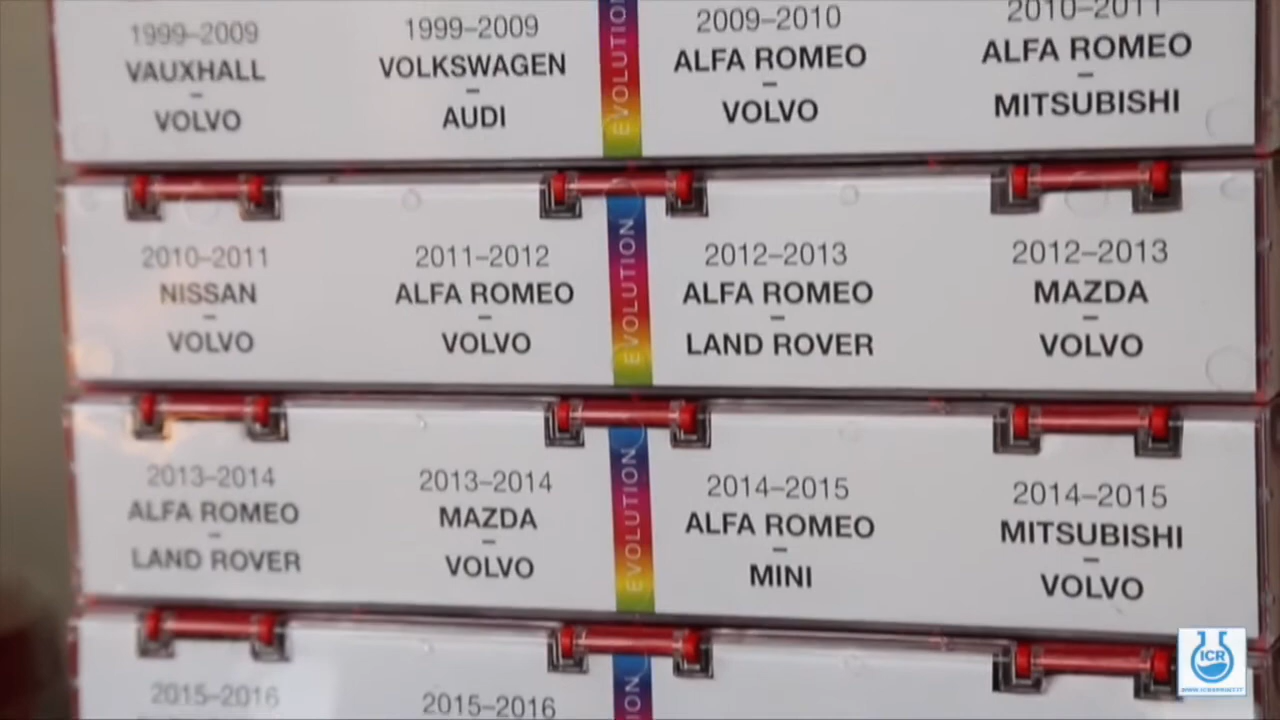 1999–2009
VAUXHALL
–
VOLVO
1999–2009
VOLKSWAGEN
–
AUDI
EVOLUTION
2009–2010
ALFA ROMEO
–
VOLVO
2010–2011
ALFA ROMEO
–
MITSUBISHI
2010–2011
NISSAN
–
VOLVO
2011–2012
ALFA ROMEO
–
VOLVO
EVOLUTION
2012–2013
ALFA ROMEO
–
LAND ROVER
2012–2013
MAZDA
–
VOLVO
2013–2014
ALFA ROMEO
–
LAND ROVER
2013–2014
MAZDA
–
VOLVO
EVOLUTION
2014–2015
ALFA ROMEO
–
MINI
2014–2015
MITSUBISHI
–
VOLVO
2015–2016
2015–2016
ICR